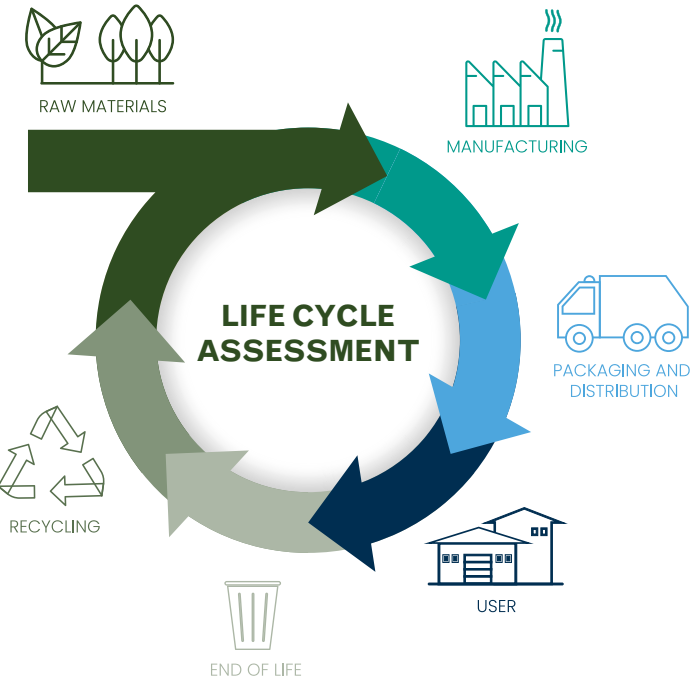 RAW MATERIALS
MANUFACTURING
LIFE CYCLE
ASSESSMENT
PACKAGING AND
DISTRIBUTION
RECYCLING
USER
END OF LIFE